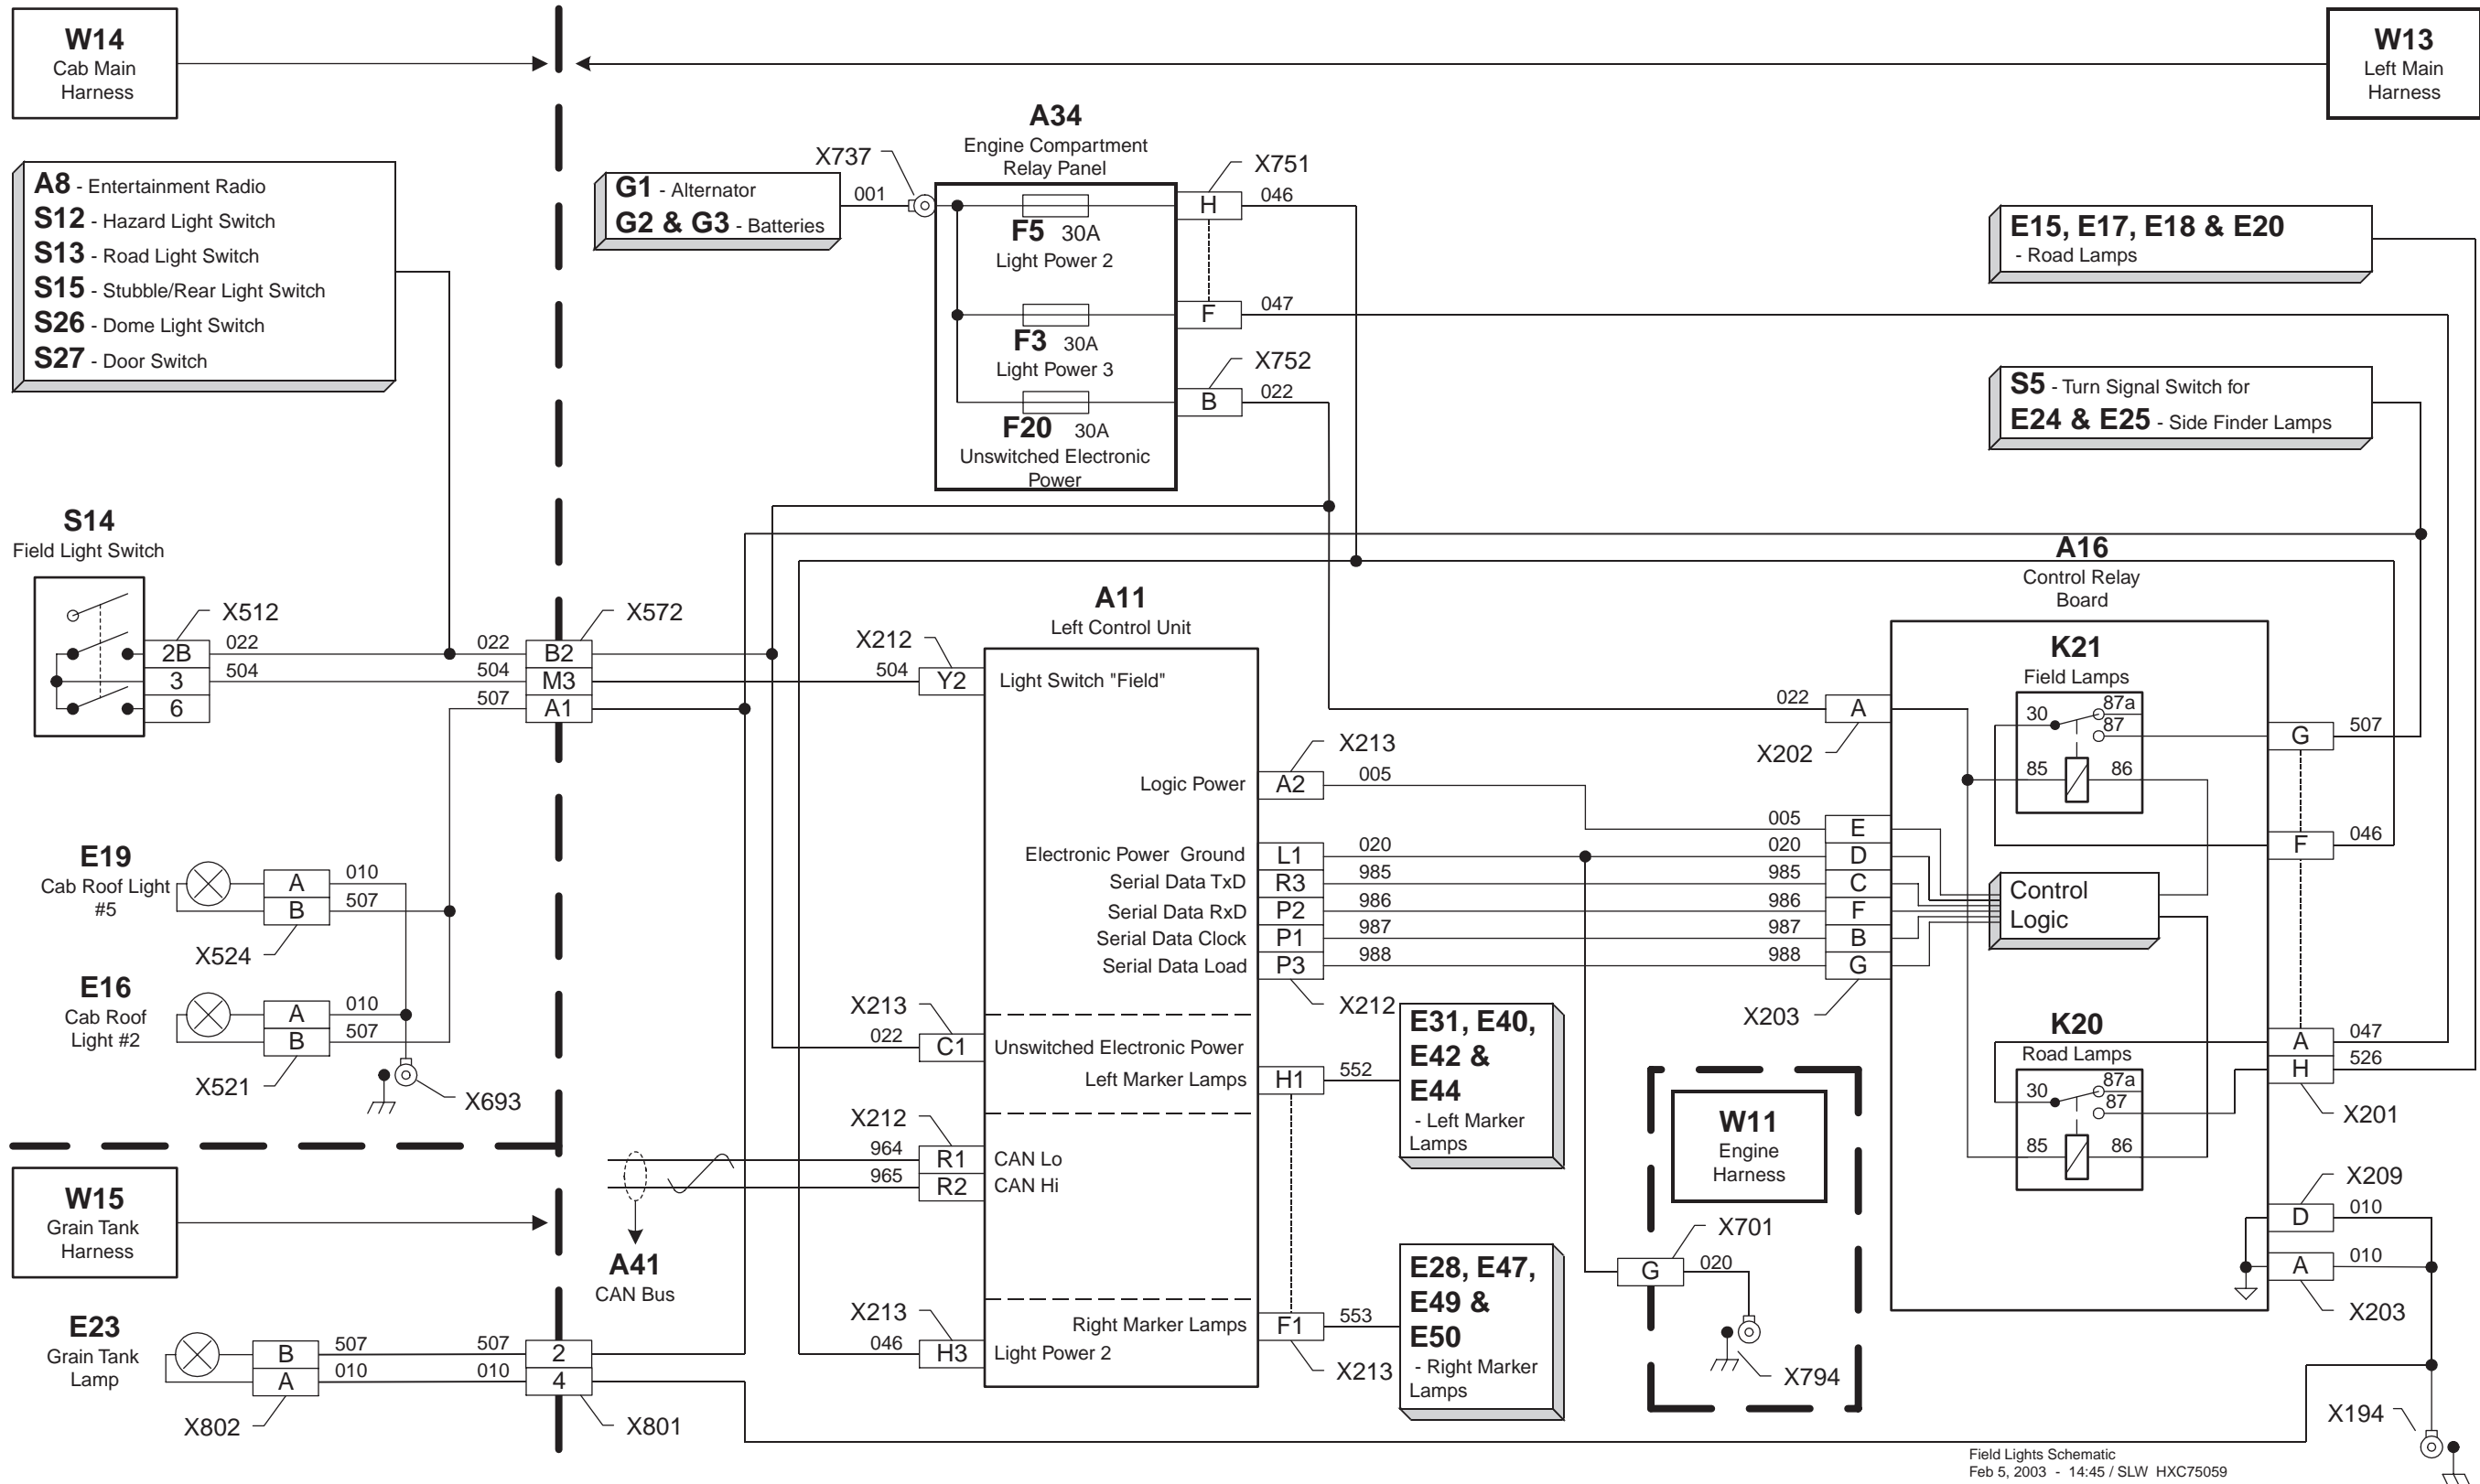 W14
Cab Main
Harness
W13
Left Main
Harness
A8 - Entertainment Radio
S12 - Hazard Light Switch
S13 - Road Light Switch
S15 - Stubble/Rear Light Switch
S26 - Dome Light Switch
S27 - Door Switch
G1 - Alternator
G2 & G3 - Batteries
X737
001
A34
Engine Compartment
Relay Panel
F5 30A
Light Power 2
F3 30A
Light Power 3
F20 30A
Unswitched Electronic
Power
X751
H
046
F
047
X752
B
022
E15, E17, E18 & E20
- Road Lamps
S5 - Turn Signal Switch for
E24 & E25 - Side Finder Lamps
S14
Field Light Switch
X512
2B
022
3
504
6
022
504
507
X572
B2
M3
A1
E19
Cab Roof Light
#5
A
010
B
507
X524
E16
Cab Roof
Light #2
A
010
B
507
X521
X693
W15
Grain Tank
Harness
E23
Grain Tank
Lamp
B
507
507
2
A
010
010
4
X802
X801
A11
Left Control Unit
X212
504
Y2
Light Switch "Field"
X213
Logic Power
A2
005
Electronic Power Ground
L1
020
Serial Data TxD
R3
985
Serial Data RxD
P2
986
Serial Data Clock
P1
987
Serial Data Load
P3
988
X212
X213
022
C1
Unswitched Electronic Power
Left Marker Lamps
H1
552
X212
964
R1
CAN Lo
965
R2
CAN Hi
A41
CAN Bus
X213
046
H3
Light Power 2
Right Marker Lamps
F1
553
X213
E31, E40,
E42 &
E44
- Left Marker
Lamps
E28, E47,
E49 &
E50
- Right Marker
Lamps
W11
Engine
Harness
X701
G
020
X794
A16
Control Relay
Board
022
A
X202
005
E
020
D
985
C
986
F
987
B
988
G
X203
K21
Field Lamps
30
87a
87
85
86
Control
Logic
K20
Road Lamps
30
87a
87
85
86
G
507
F
046
A
047
H
526
X201
X209
D
010
A
010
X203
X194
Field Lights Schematic
Feb 5, 2003 - 14:45 / SLW HXC75059